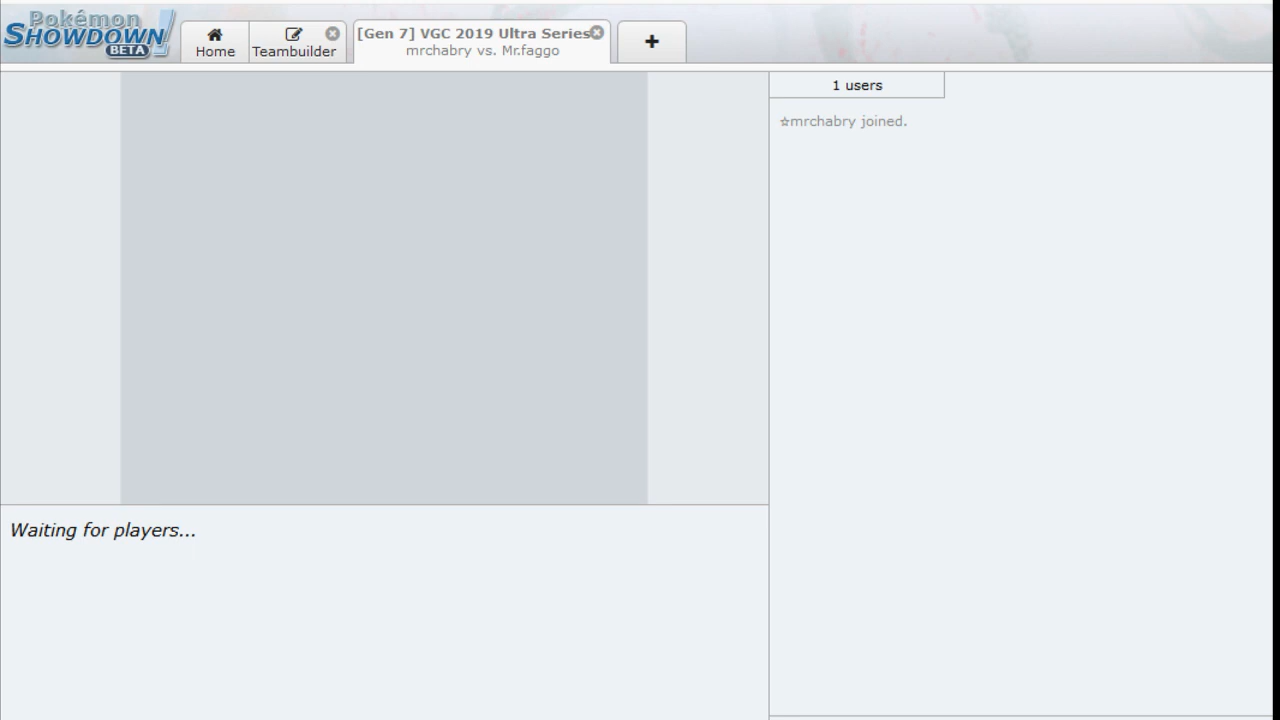 Pokémon
SHOWDOWN!
BETA
Home
Teambuilder
[Gen 7] VGC 2019 Ultra Series
mrchabry vs. Mr.faggo
1 users
☆mrchabry joined.
Waiting for players...